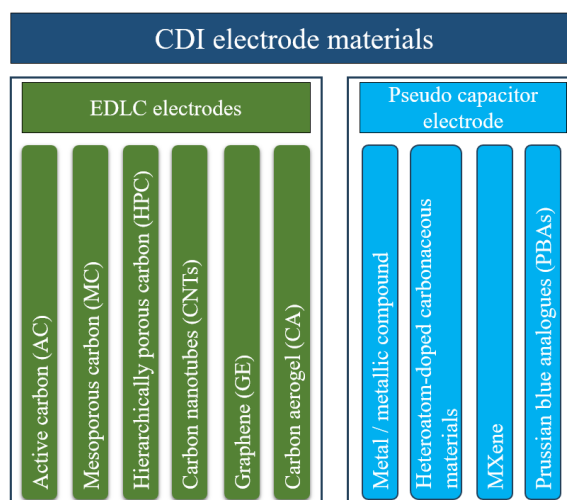 CDI electrode materials
EDLC electrodes
Active carbon (AC)
Mesoporous carbon (MC)
Hierarchically porous carbon (HPC)
Carbon nanotubes (CNTs)
Graphene (GE)
Carbon aerogel (CA)
Pseudo capacitor
electrode
Metal / metallic compound
Heteroatom-doped carbonaceous
materials
MXene
Prussian blue analogues (PBAs)